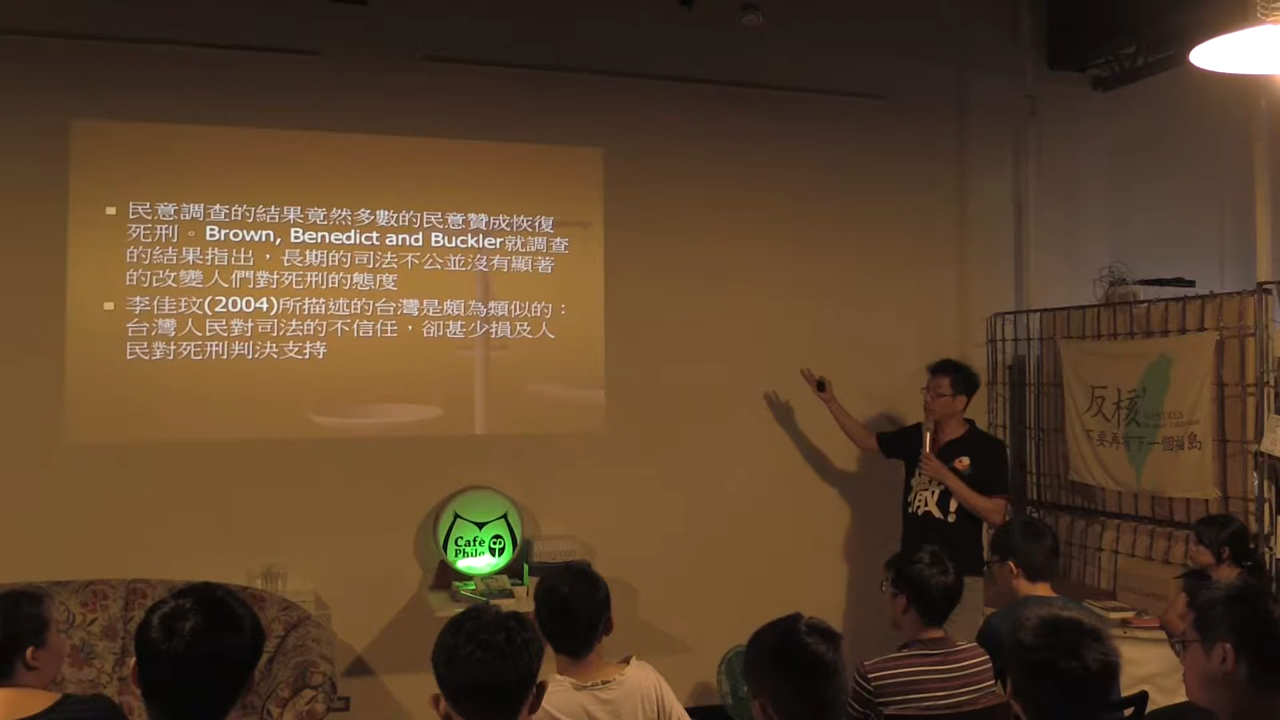 民意調查的結果竟然多數的民意贊成恢復
死刑。Brown, Benedict and Buckler就調查
的結果指出，長期的司法不公並沒有顯著
的改變人們對死刑的態度
李佳玟(2004)所描述的台灣是頗為類似的：
台灣人民對司法的不信任，卻甚少損及人
民對死刑判決支持
Café
Philo
cp
撤!
反核
不要再有下一個福島